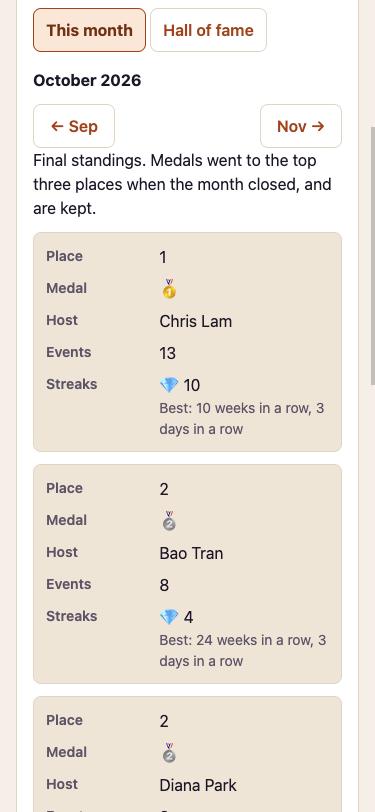 This month
Hall of fame
October 2026
← Sep
Nov →
Final standings. Medals went to the top
three places when the month closed, and
are kept.
Place 1
Medal 🥇
Host Chris Lam
Events 13
Streaks 💎 10
Best: 10 weeks in a row, 3
days in a row
Place 2
Medal 🥈
Host Bao Tran
Events 8
Streaks 💎 4
Best: 24 weeks in a row, 3
days in a row
Place 2
Medal 🥈
Host Diana Park